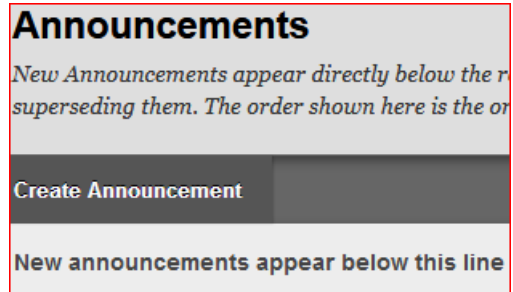 Announcements
New Announcements appear directly below the
superseding them. The order shown here is the
Create Announcement
New announcements appear below this line